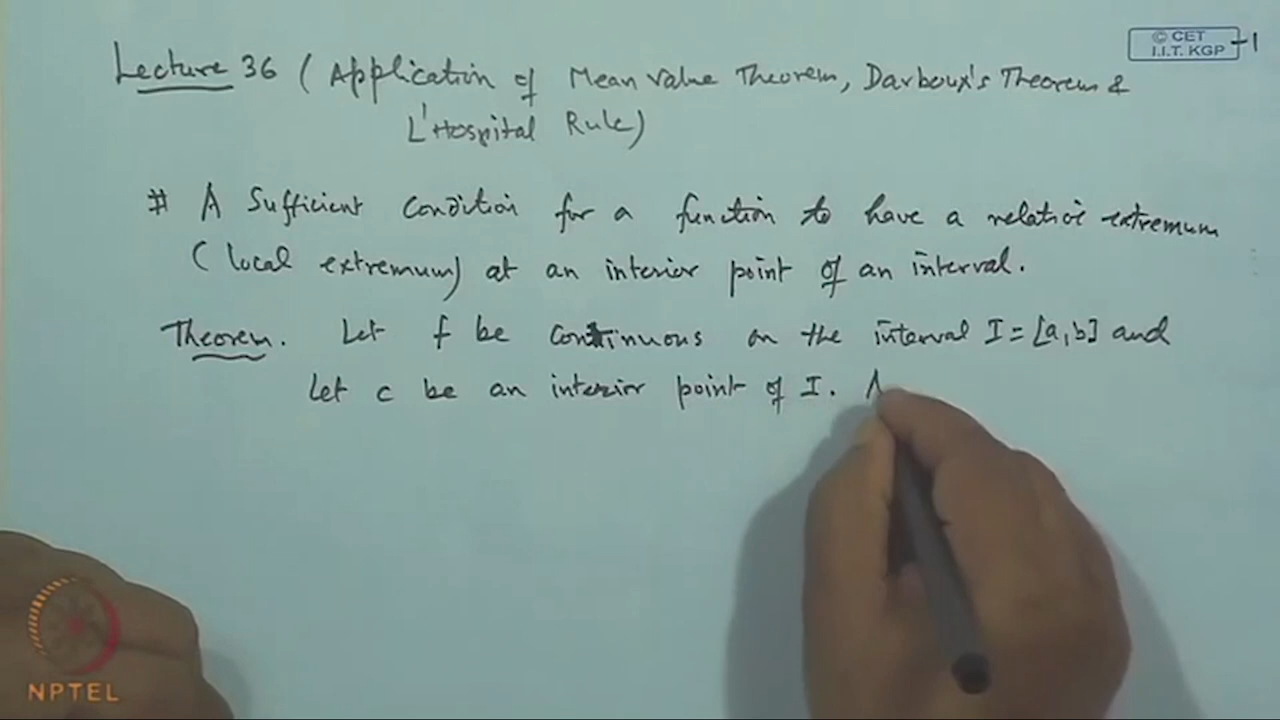 © CET
I.I.T. KGP
-1
Lecture 36 (Application of Mean Value Theorem, Darboux's Theorem &
L'Hospital Rule)
# A Sufficient Condition for a function to have a relative extremum
(local extremum) at an interior point of an interval.
Theorem. Let f be continuous on the interval I = [a,b] and
let c be an interior point of I.
NPTEL